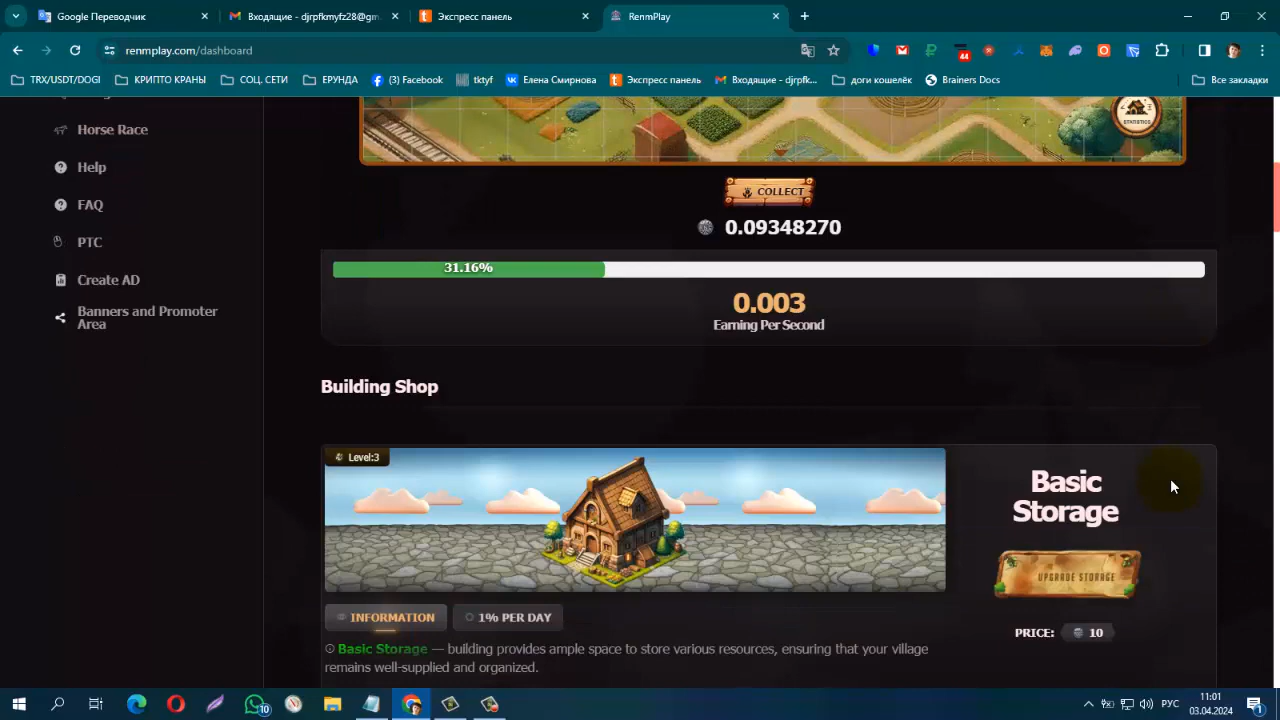 Google Переводчик
Входящие - djrpfkmyfz28@gm
Экспресс панель
RenmPlay
renmplay.com/dashboard
44
TRX/USDT/DOGI
КРИПТО КРАНЫ
СОЦ. СЕТИ
ЕРУНДА
(3) Facebook
tktyf
Елена Смирнова
Экспресс панель
Входящие - djrpfk...
доги кошелёк
Brainers Docs
Все закладки
Horse Race
Help
FAQ
PTC
Create AD
Banners and Promoter
Area
STATISTICS
COLLECT
0.09348270
31.16%
0.003
Earning Per Second
Building Shop
Level:3
Basic
Storage
UPGRADE STORAGE
PRICE: 10
INFORMATION
1% PER DAY
Basic Storage — building provides ample space to store various resources, ensuring that your village
remains well-supplied and organized.
10
РУС
11:01
03.04.2024
1